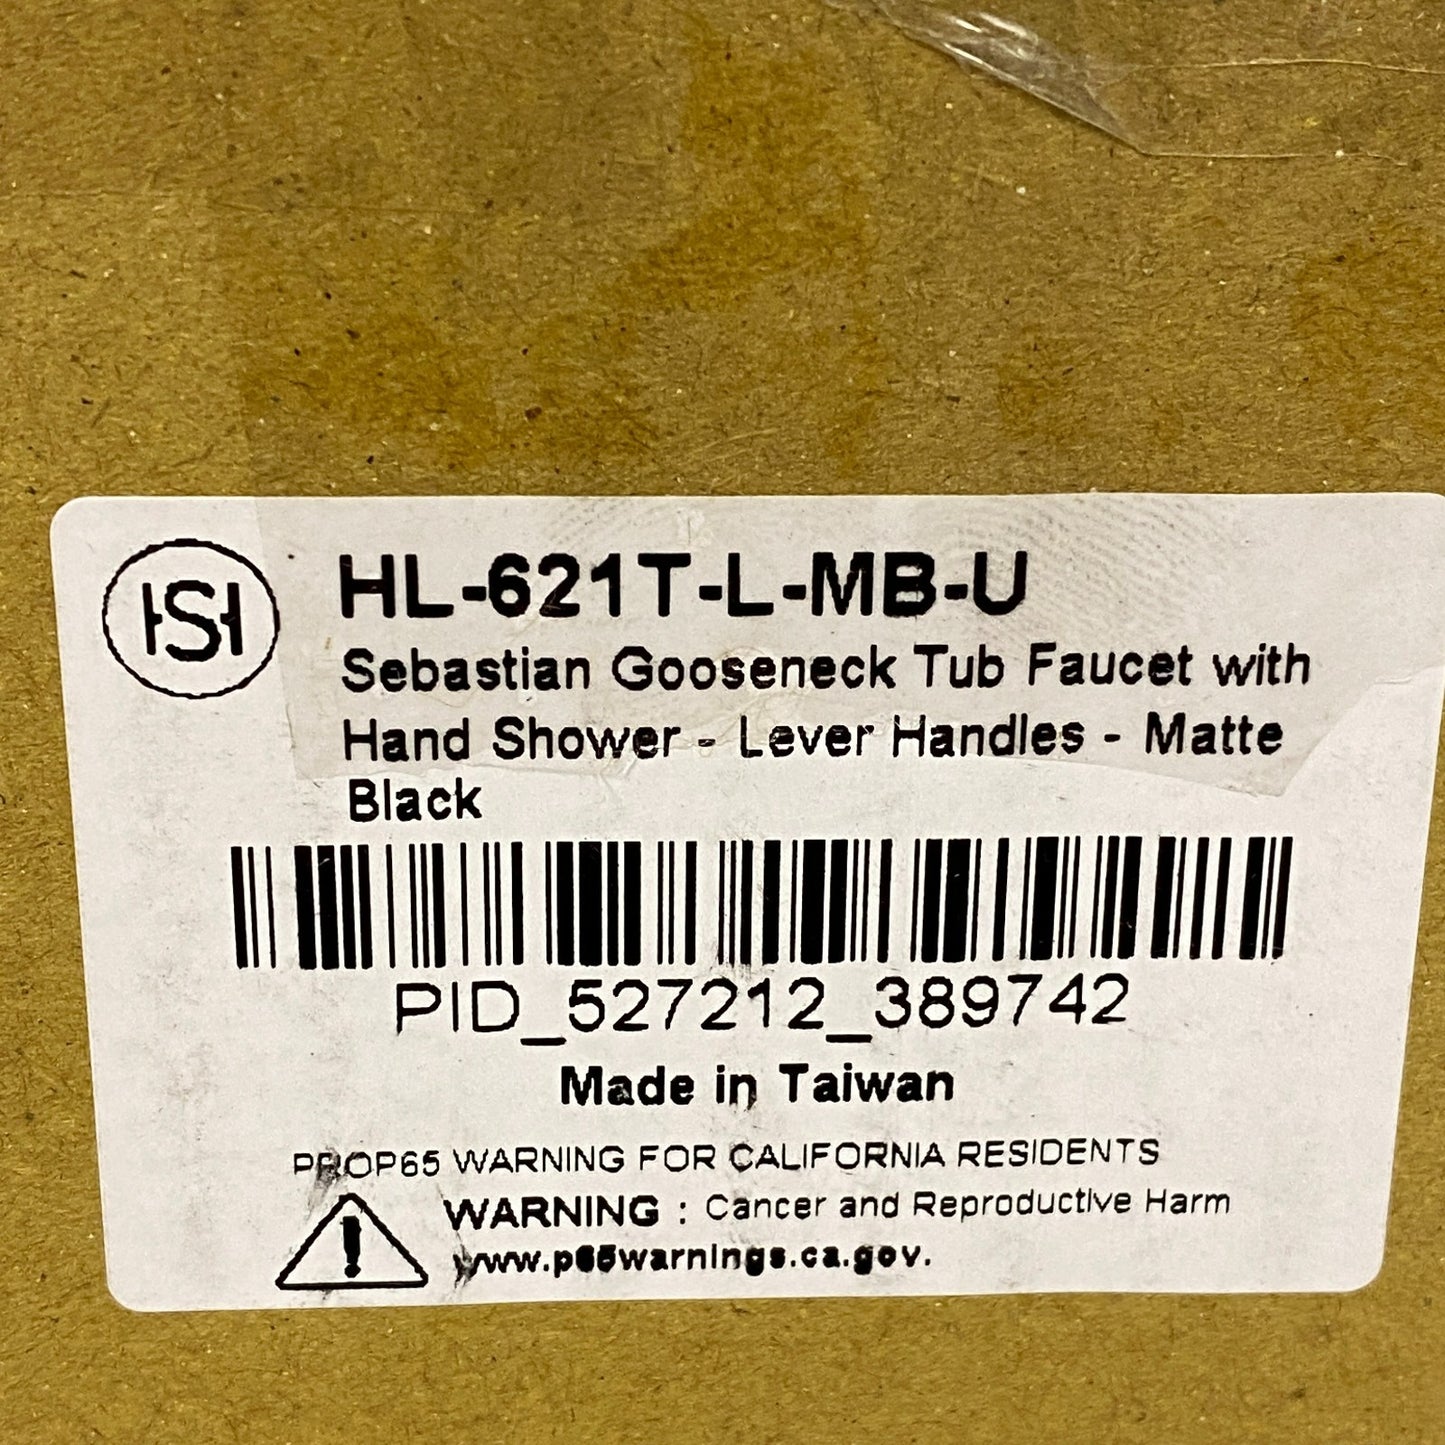 HSH
HL-621T-L-MB-U
Sebastian Gooseneck Tub Faucet with
Hand Shower - Lever Handles - Matte
Black
PID_527212_389742
Made in Taiwan
PROP65 WARNING FOR CALIFORNIA RESIDENTS
WARNING : Cancer and Reproductive Harm
www.p65warnings.ca.gov.